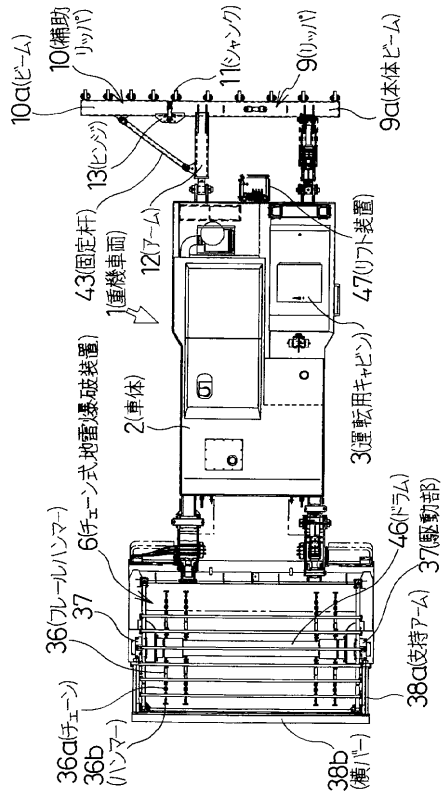 10a(ビーム)
10(補助
リッパ)
11(シャンク)
9(リッパ)
9a(本体ビーム)
13(ヒンジ)
43(固定杆)
1(重機車両)
12(アーム)
47(リフト装置)
2(車体)
3(運転用キャビン)
6(チェーン式地雷爆破装置)
36(フレールハンマー)
37
36a(チェーン)
36b
(ハンマー)
46(ドラム)
37(駆動部)
38a(支持アーム)
38b
(横バー)